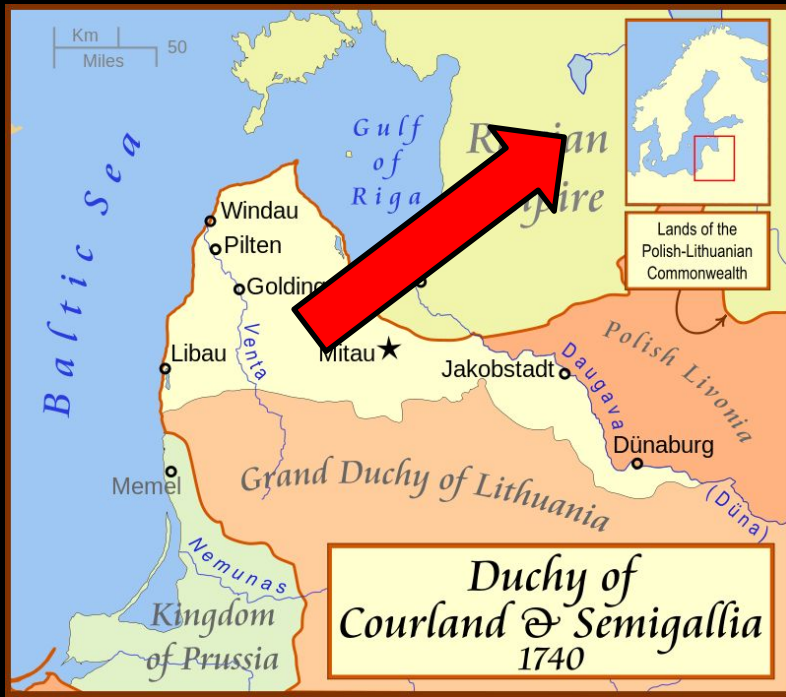 Km
Miles
50
Baltic Sea
Gulf
of
Riga
Lands of the
Polish-Lithuanian
Commonwealth
Windau
Pilten
Golding
Venta
Libau
Mitau
Jakobstadt
Daugava
Polish Livonia
Dünaburg
(Düna)
Memel
Grand Duchy of Lithuania
Nemunas
Kingdom
of Prussia
Duchy of
Courland & Semigallia
1740